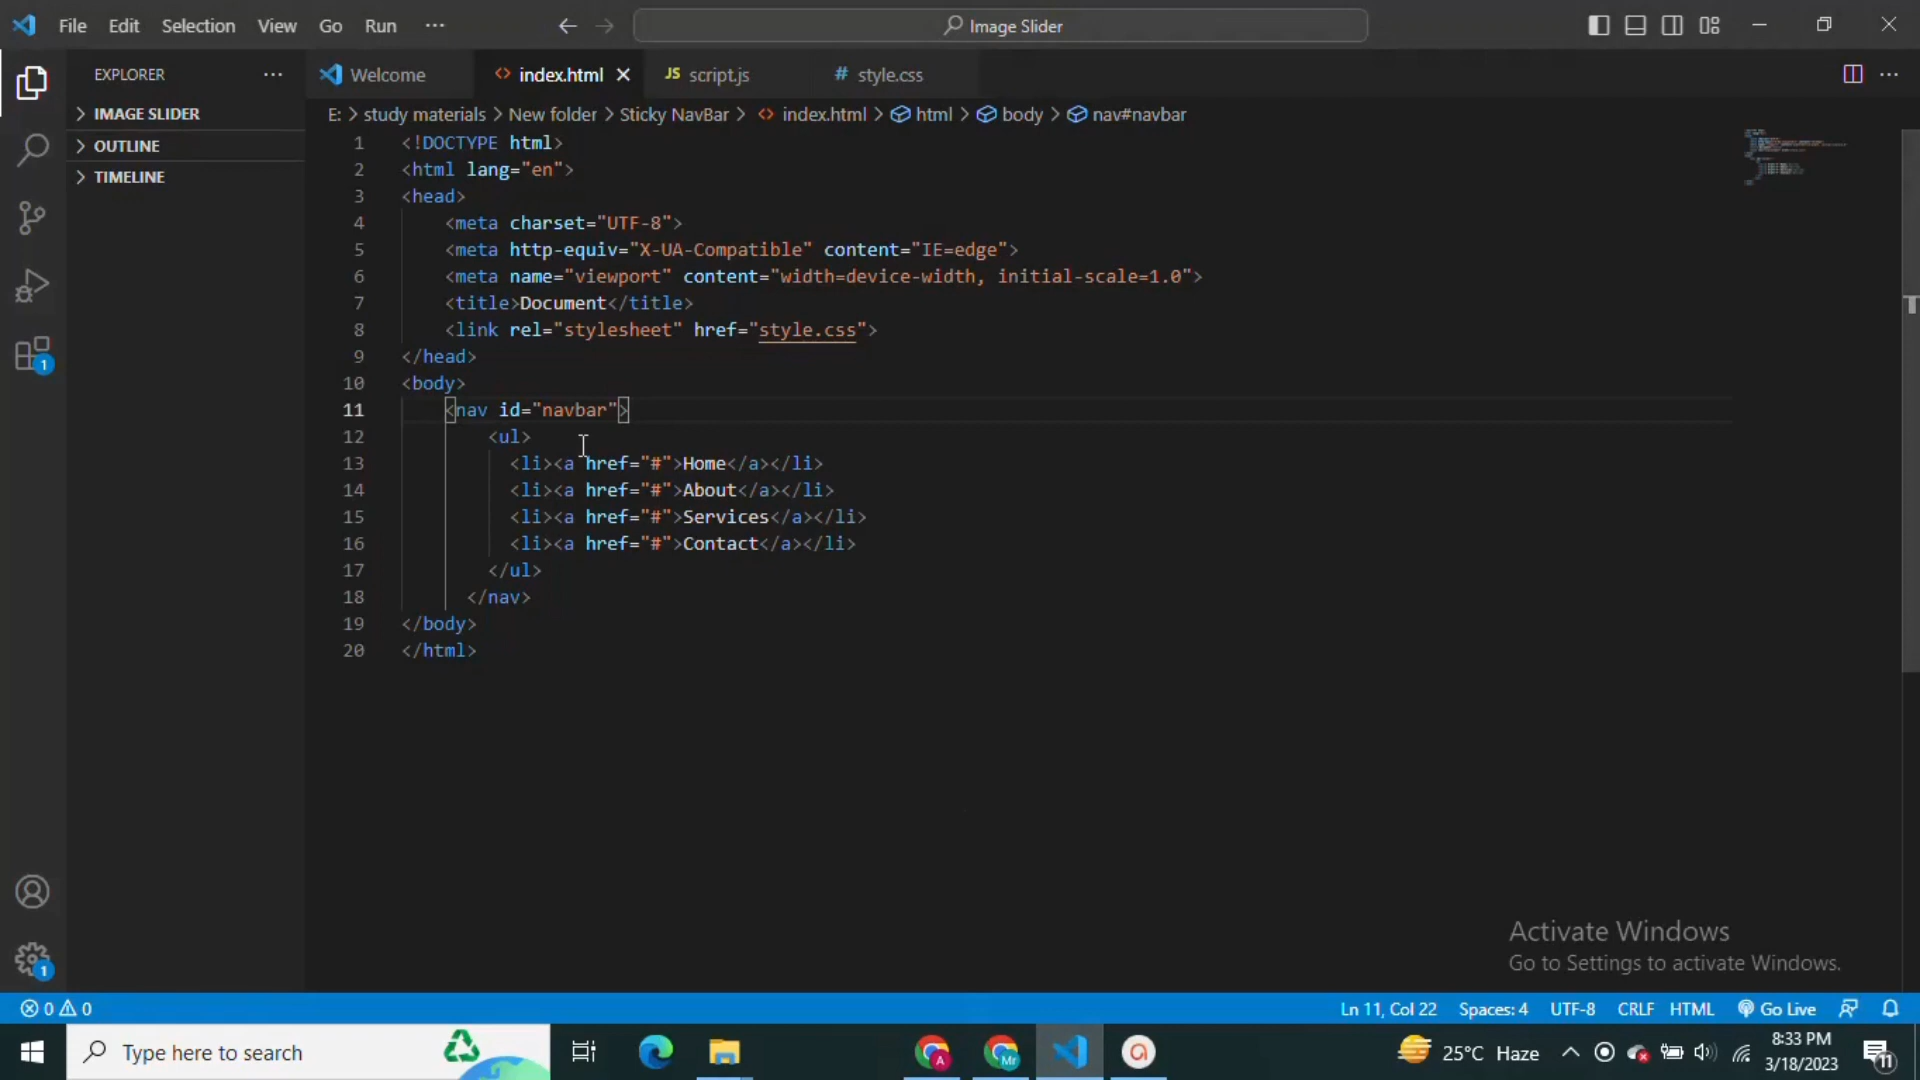 File Edit Selection View Go Run ··· Image Slider
EXPLORER ··· Welcome index.html JS script.js # style.css
IMAGE SLIDER
OUTLINE
TIMELINE
E: > study materials > New folder > Sticky NavBar > index.html > html > body > nav#navbar
1 <!DOCTYPE html>
2 <html lang="en">
3 <head>
4 <meta charset="UTF-8">
5 <meta http-equiv="X-UA-Compatible" content="IE=edge">
6 <meta name="viewport" content="width=device-width, initial-scale=1.0">
7 <title>Document</title>
8 <link rel="stylesheet" href="style.css">
9 </head>
10 <body>
11 <nav id="navbar">
12 <ul>
13 <li><a href="#">Home</a></li>
14 <li><a href="#">About</a></li>
15 <li><a href="#">Services</a></li>
16 <li><a href="#">Contact</a></li>
17 </ul>
18 </nav>
19 </body>
20 </html>
1
1
Activate Windows
Go to Settings to activate Windows.
0 0 Ln 11, Col 22 Spaces: 4 UTF-8 CRLF HTML Go Live
Type here to search A Mr a 25°C Haze 8:33 PM
3/18/2023 11